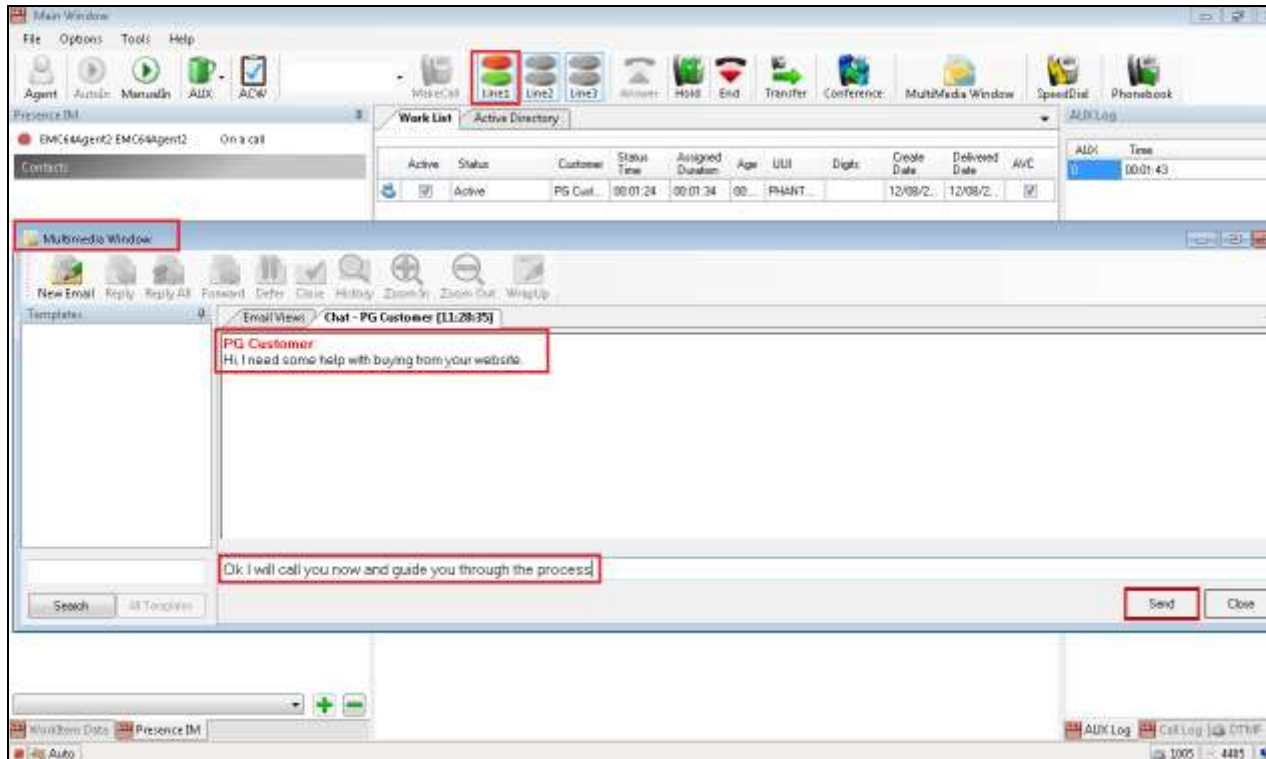 Main Window
File Options Tools Help
Agent AutoIn ManualIn AUX ACW MakeCall Line1 Line2 Line3 Answer Hold End Transfer Conference MultiMedia Window SpeedDial Phonebook
Presence IM Work List Active Directory AUX Log
EMC64Agent2 EMC64Agent2 On a call
Contacts
Active Status Customer Status Time Assigned Duration Age UUI Digits Create Date Delivered Date AVC
AUX Time
Active PG Cust... 00:01:24 00:01:34 00... PHANT... 12/08/2... 12/08/2...
0 00:01:43
Multimedia Window
New Email Reply Reply All Forward Defer Close History Zoom In Zoom Out WrapUp
Templates Email Views Chat - PG Customer [11:28:35]
PG Customer
Hi, I need some help with buying from your website.
Ok I will call you now and guide you through the process
Search All Templates Send Close
WorkItem Data Presence IM AUX Log Call Log DTMF
Auto 1005 4485